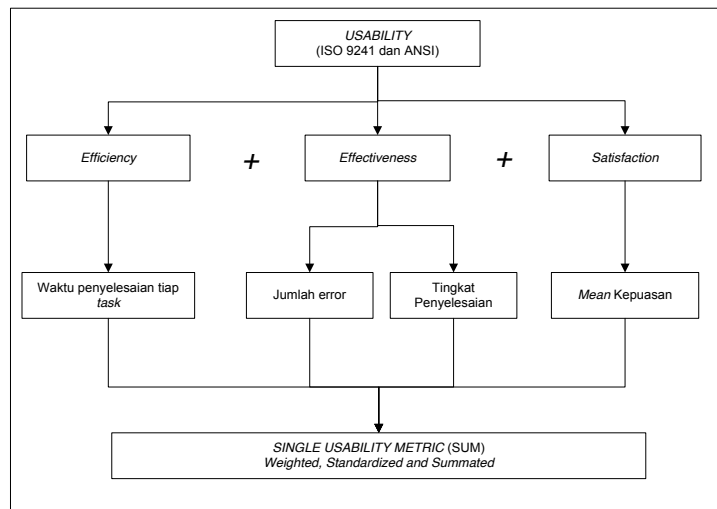 USABILITY
(ISO 9241 dan ANSI)
Efficiency
+
Effectiveness
+
Satisfaction
Waktu penyelesaian tiap
task
Jumlah error
Tingkat
Penyelesaian
Mean Kepuasan
SINGLE USABILITY METRIC (SUM)
Weighted, Standardized and Summated